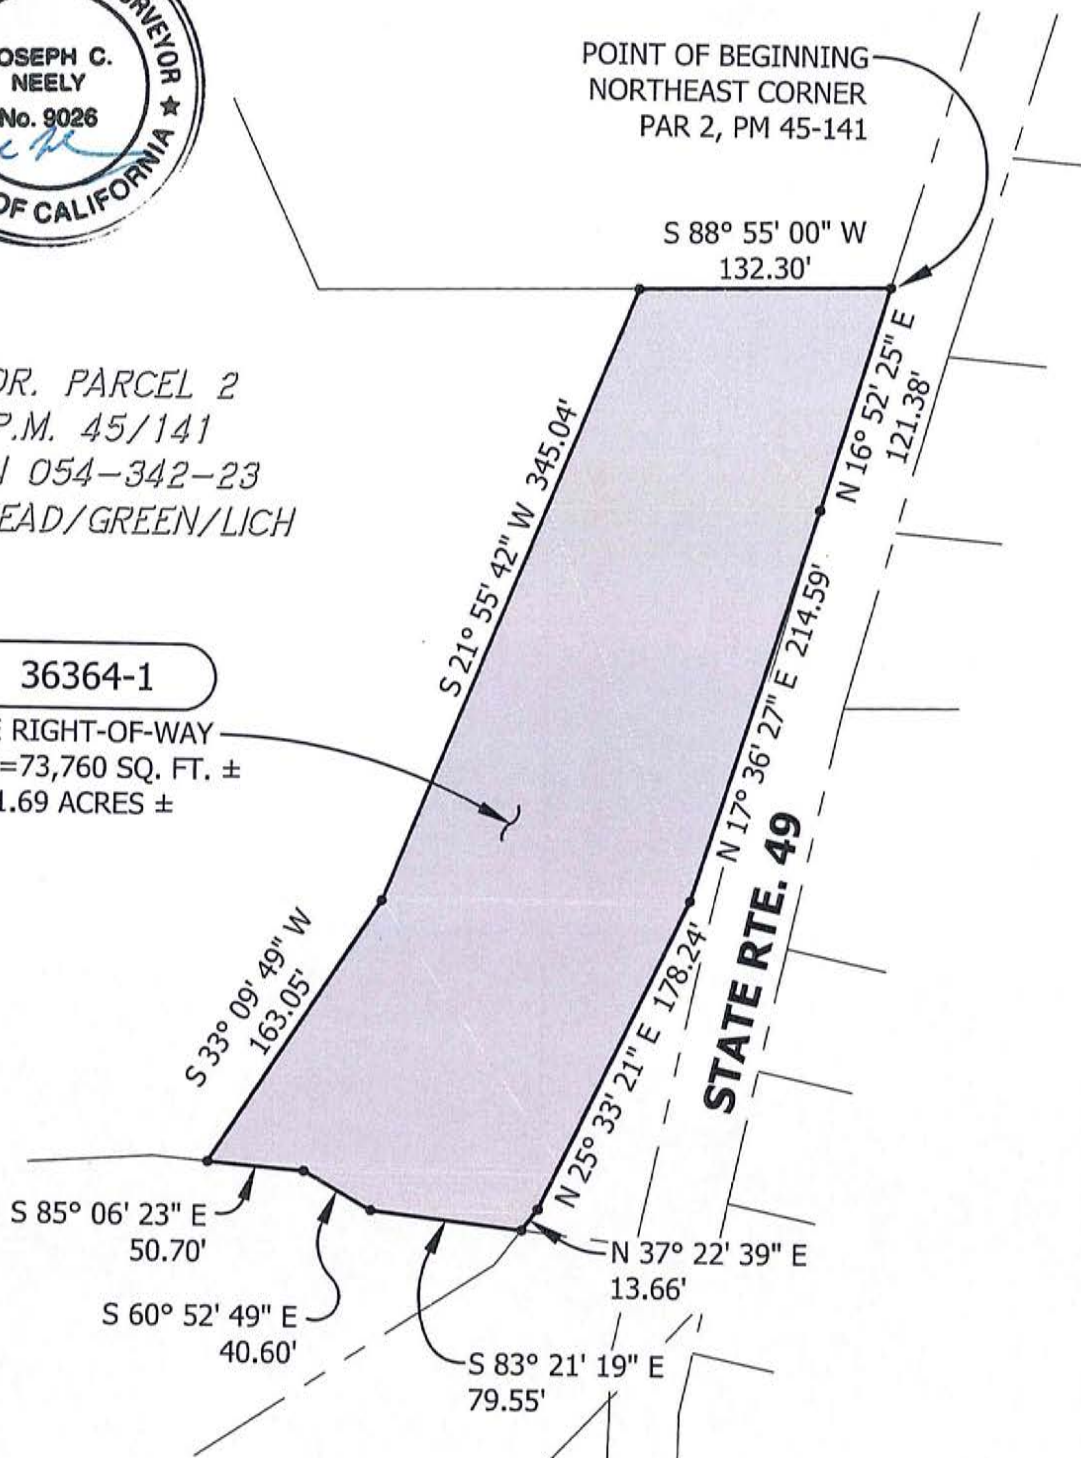 RVEYOR ★
OSEPH C.
NEELY
No. 9026
OF CALIFORNIA
POINT OF BEGINNING
NORTHEAST CORNER
PAR 2, PM 45-141
S 88° 55' 00" W
132.30'
N 16° 52' 25" E
121.38'
OR. PARCEL 2
P.M. 45/141
N 054-342-23
EAD/GREEN/LICH
S 21° 55' 42" W 345.04'
N 17° 36' 27" E 214.59'
36364-1
E RIGHT-OF-WAY
=73,760 SQ. FT. ±
1.69 ACRES ±
STATE RTE. 49
S 33° 09' 49" W
163.05'
N 25° 33' 21" E 178.24'
S 85° 06' 23" E
50.70'
N 37° 22' 39" E
13.66'
S 60° 52' 49" E
40.60'
S 83° 21' 19" E
79.55'